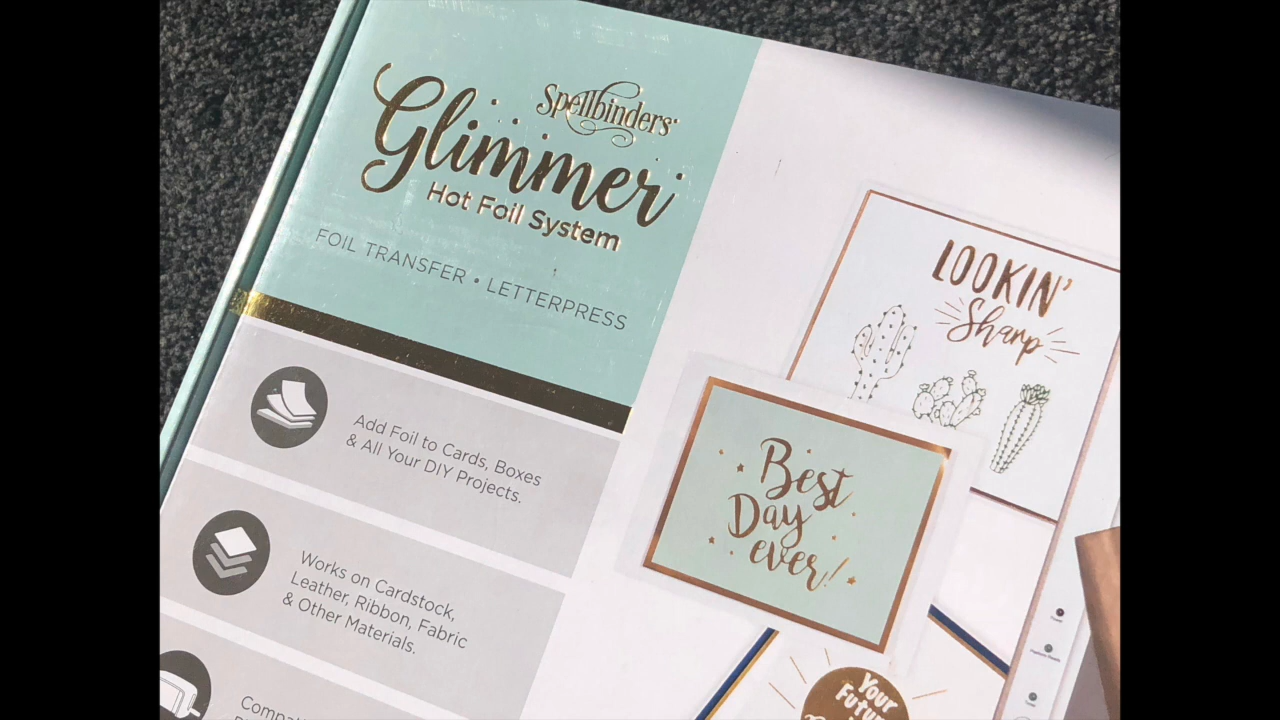 Spellbinders
Glimmer
Hot Foil System
FOIL TRANSFER • LETTERPRESS
Add Foil to Cards, Boxes
& All Your DIY Projects.
Works on Cardstock,
Leather, Ribbon, Fabric
& Other Materials.
LOOKIN'
Sharp
Best
Day
ever!
Your